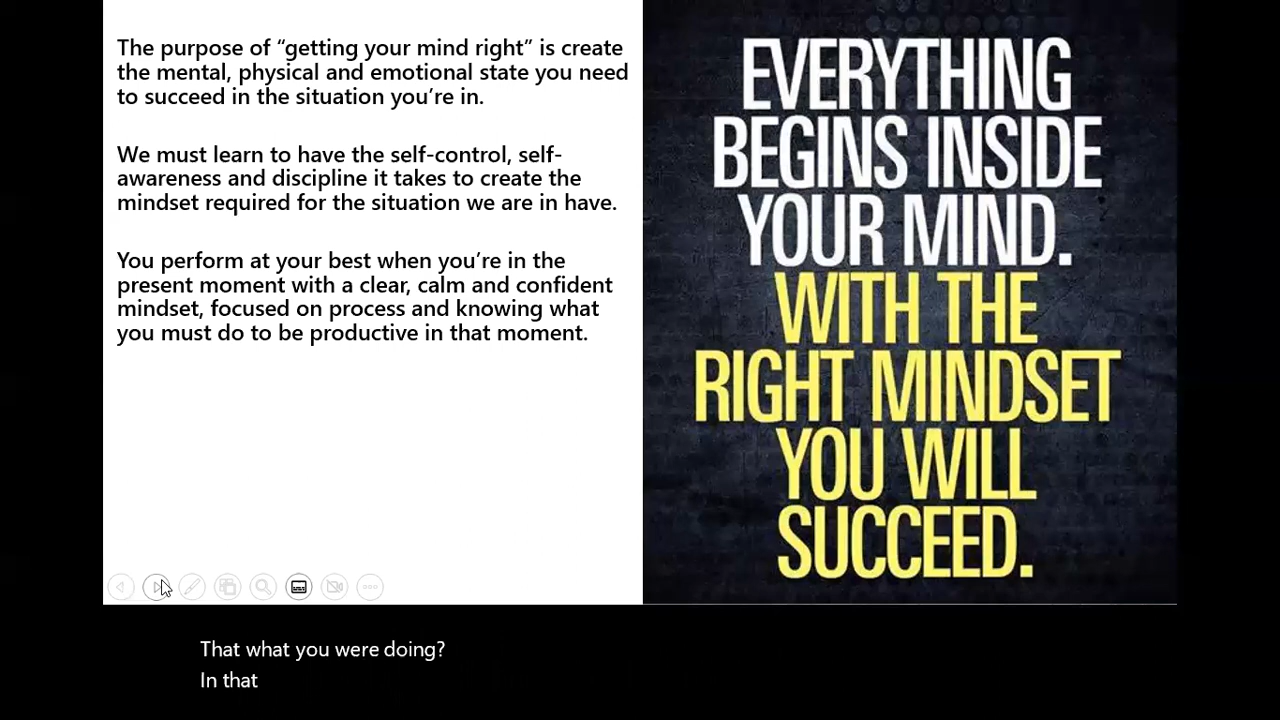 The purpose of “getting your mind right” is create
the mental, physical and emotional state you need
to succeed in the situation you’re in.
We must learn to have the self-control, self-
awareness and discipline it takes to create the
mindset required for the situation we are in have.
You perform at your best when you’re in the
present moment with a clear, calm and confident
mindset, focused on process and knowing what
you must do to be productive in that moment.
EVERYTHING
BEGINS INSIDE
YOUR MIND.
WITH THE
RIGHT MINDSET
YOU WILL
SUCCEED.
That what you were doing?
In that